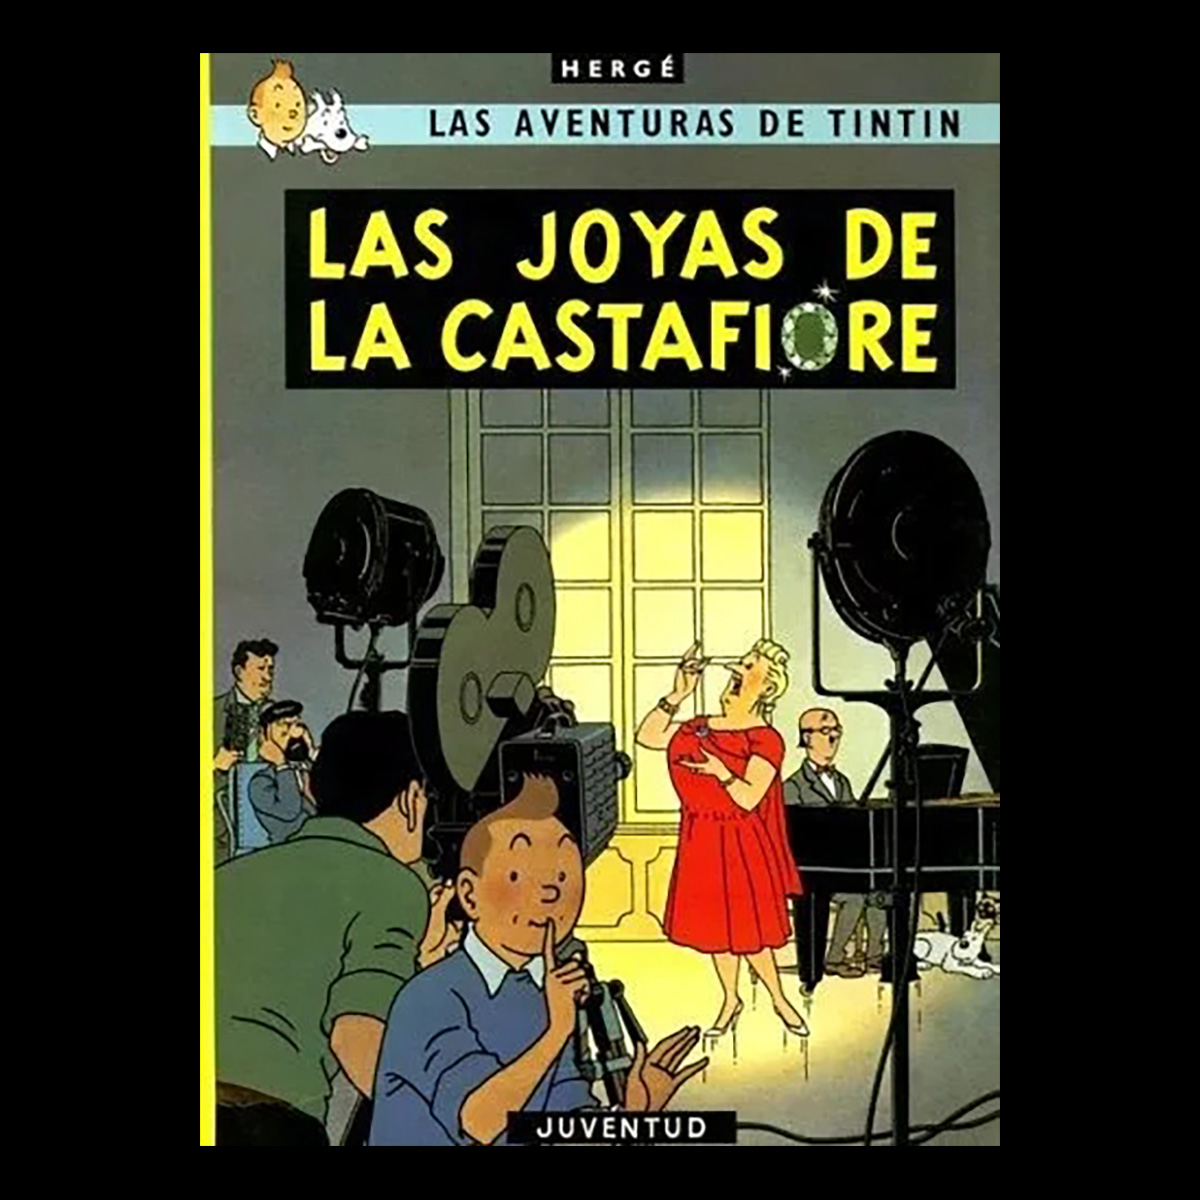 HERGÉ
LAS AVENTURAS DE TINTIN
LAS JOYAS DE
LA CASTAFIORE
JUVENTUD